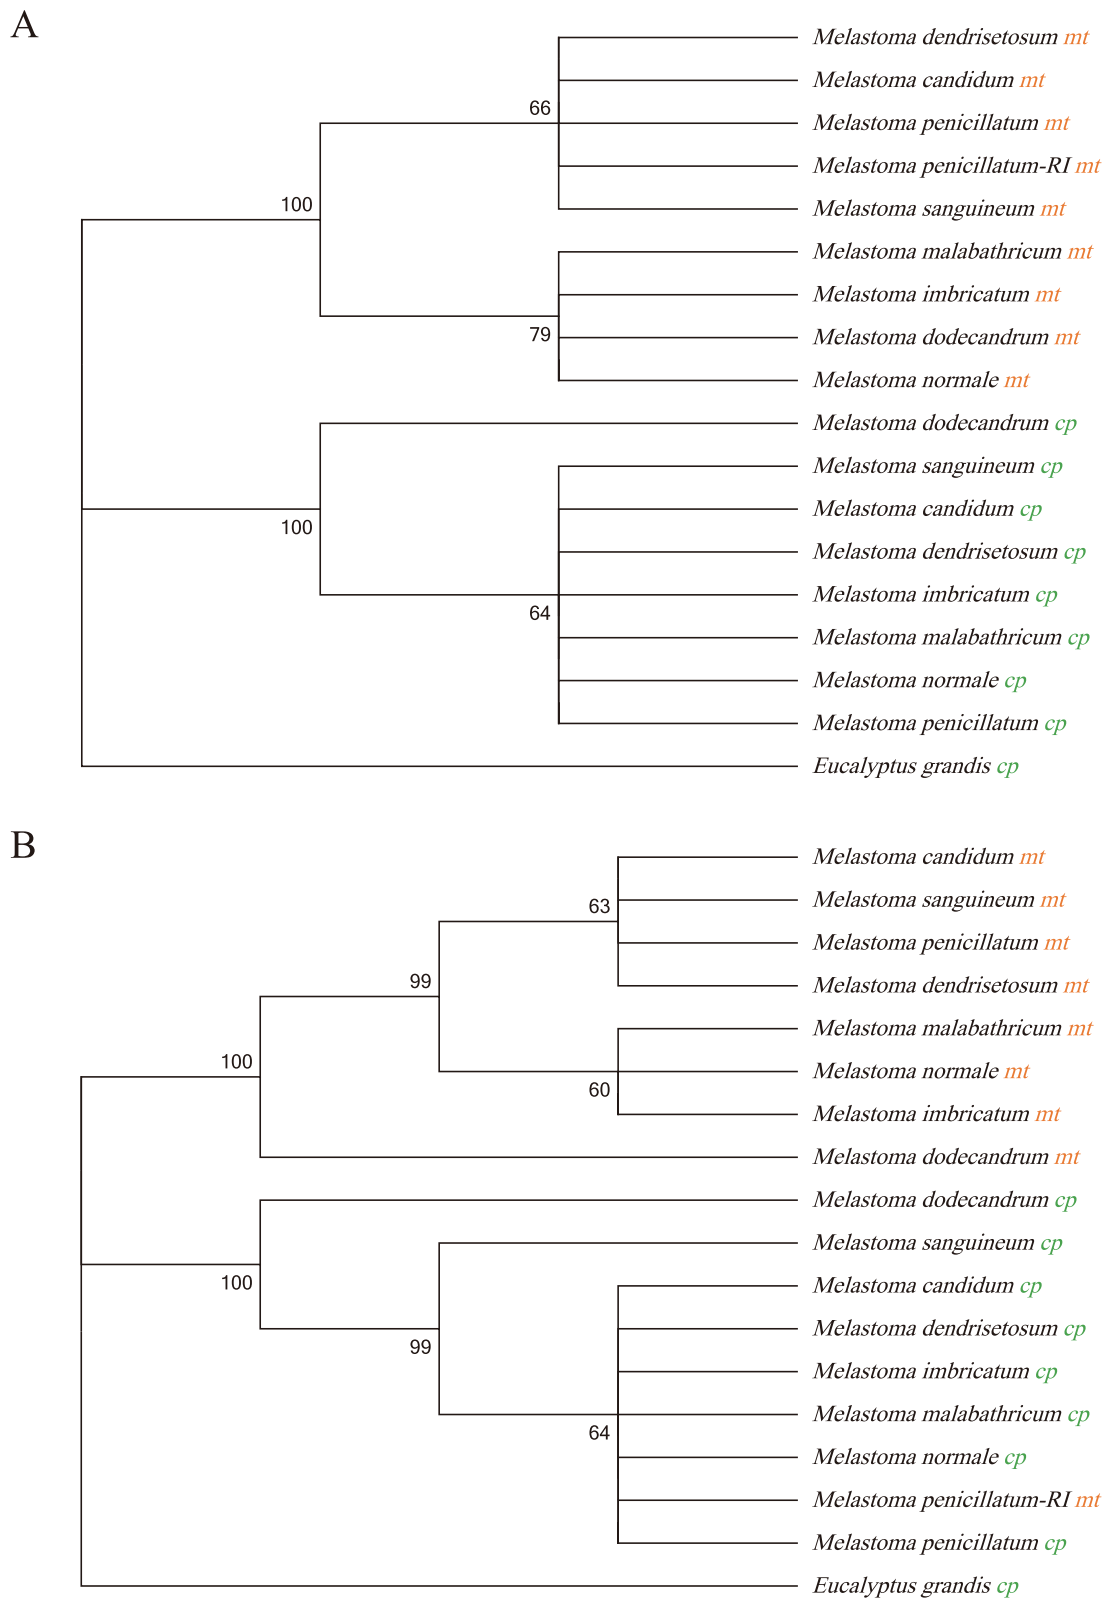 A
Melastoma dendrisetosum mt
Melastoma candidum mt
66
Melastoma penicillatum mt
Melastoma penicillatum-RI mt
100
Melastoma sanguineum mt
Melastoma malabathricum mt
Melastoma imbricatum mt
79
Melastoma dodecandrum mt
Melastoma normale mt
Melastoma dodecandrum cp
Melastoma sanguineum cp
Melastoma candidum cp
100
Melastoma dendrisetosum cp
Melastoma imbricatum cp
64
Melastoma malabathricum cp
Melastoma normale cp
Melastoma penicillatum cp
Eucalyptus grandis cp
B
Melastoma candidum mt
63
Melastoma sanguineum mt
Melastoma penicillatum mt
99
Melastoma dendrisetosum mt
Melastoma malabathricum mt
100
Melastoma normale mt
60
Melastoma imbricatum mt
Melastoma dodecandrum mt
Melastoma dodecandrum cp
Melastoma sanguineum cp
100
Melastoma candidum cp
Melastoma dendrisetosum cp
99
Melastoma imbricatum cp
Melastoma malabathricum cp
64
Melastoma normale cp
Melastoma penicillatum-RI mt
Melastoma penicillatum cp
Eucalyptus grandis cp